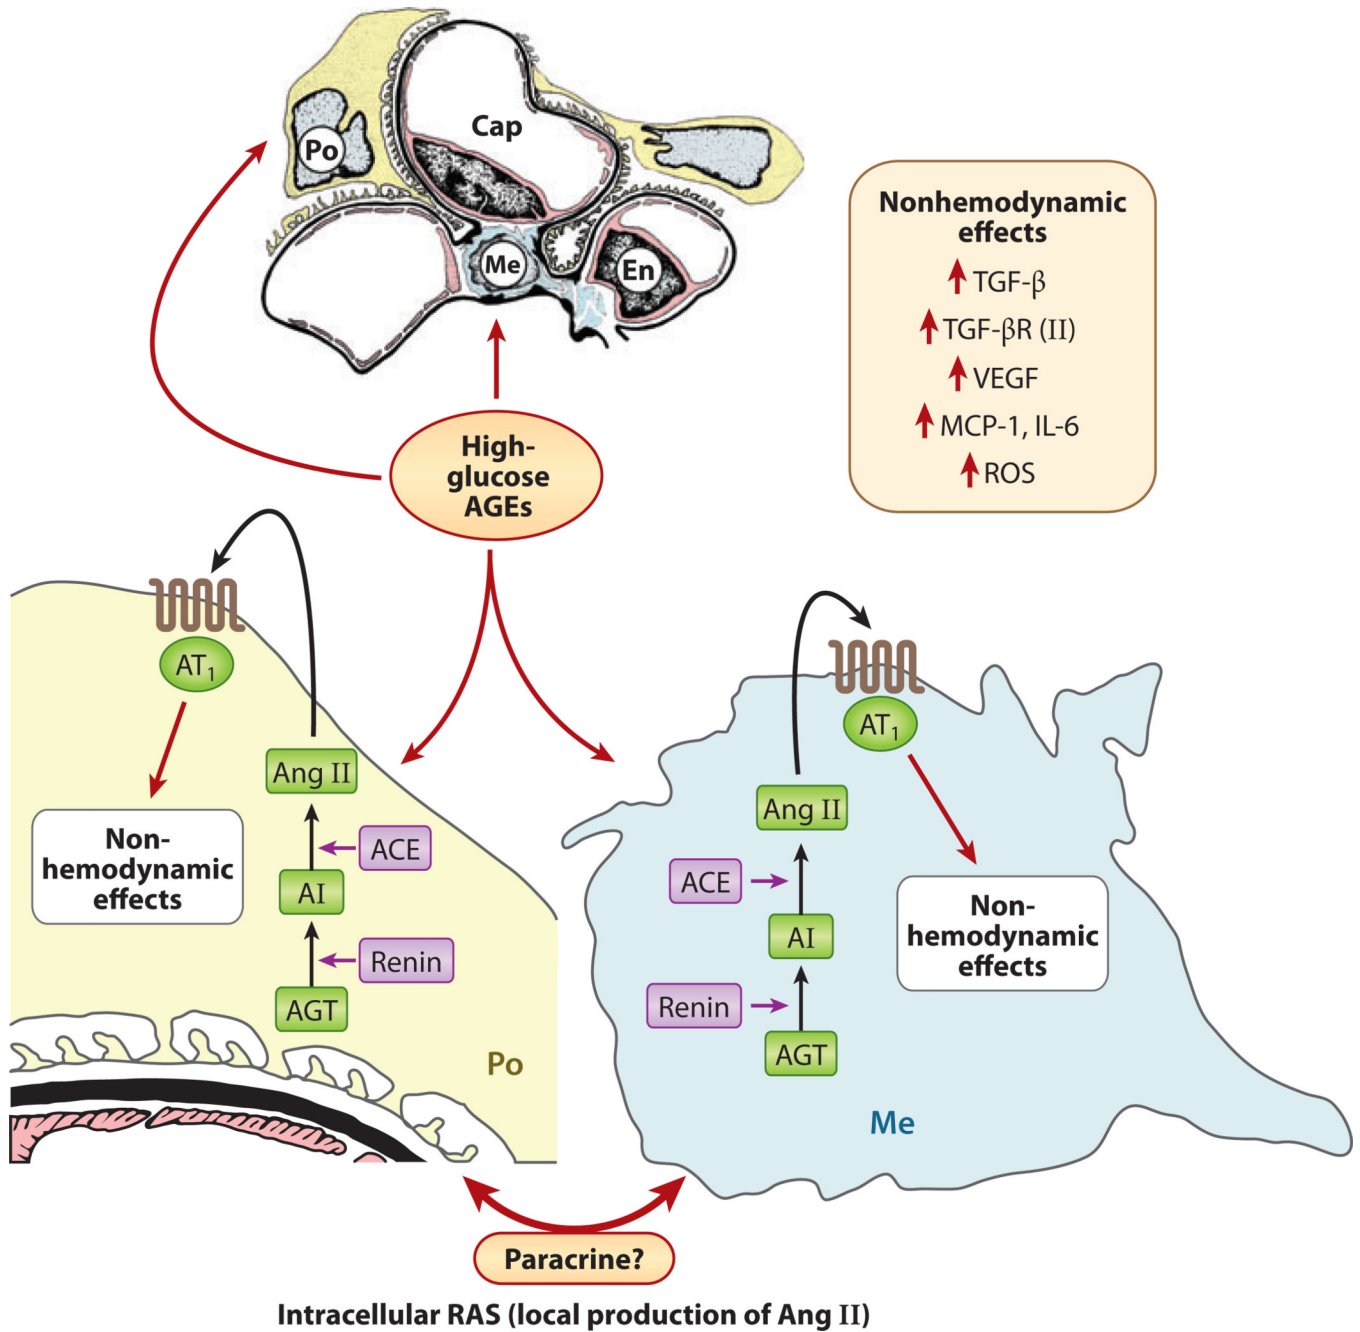 Cap
Po
Me
En
Nonhemodynamic
effects
TGF-β
TGF-βR (II)
VEGF
MCP-1, IL-6
ROS
High-
glucose
AGEs
AT₁
Ang II
ACE
AI
Renin
AGT
Non-
hemodynamic
effects
Po
AT₁
Ang II
ACE
AI
Renin
AGT
Non-
hemodynamic
effects
Me
Paracrine?
Intracellular RAS (local production of Ang II)